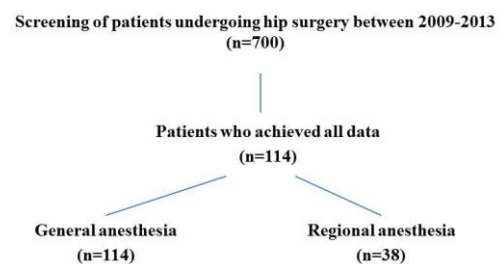 Screening of patients undergoing hip surgery between 2009-2013
(n=700)
Patients who achieved all data
(n=114)
General anesthesia
(n=114)
Regional anesthesia
(n=38)